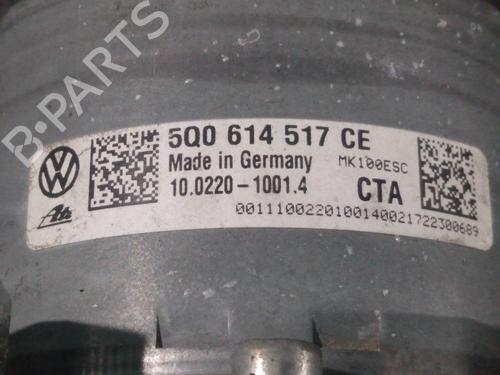 B-PARTS
5Q0 614 517 CE
Made in Germany MK100ESC
10.0220-1001.4 CTA
0011100220100140021722300689
Ate